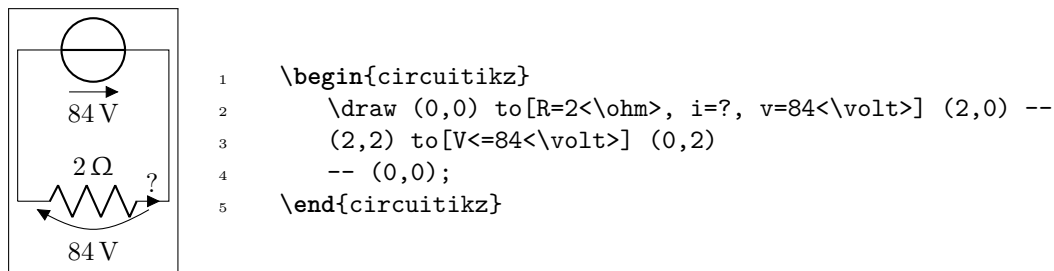 84 V
2 Ω
?
84 V
1 \begin{circuitikz}
2 \draw (0,0) to[R=2<\ohm>, i=?, v=84<\volt>] (2,0) --
3 (2,2) to[V<=84<\volt>] (0,2)
4 -- (0,0);
5 \end{circuitikz}